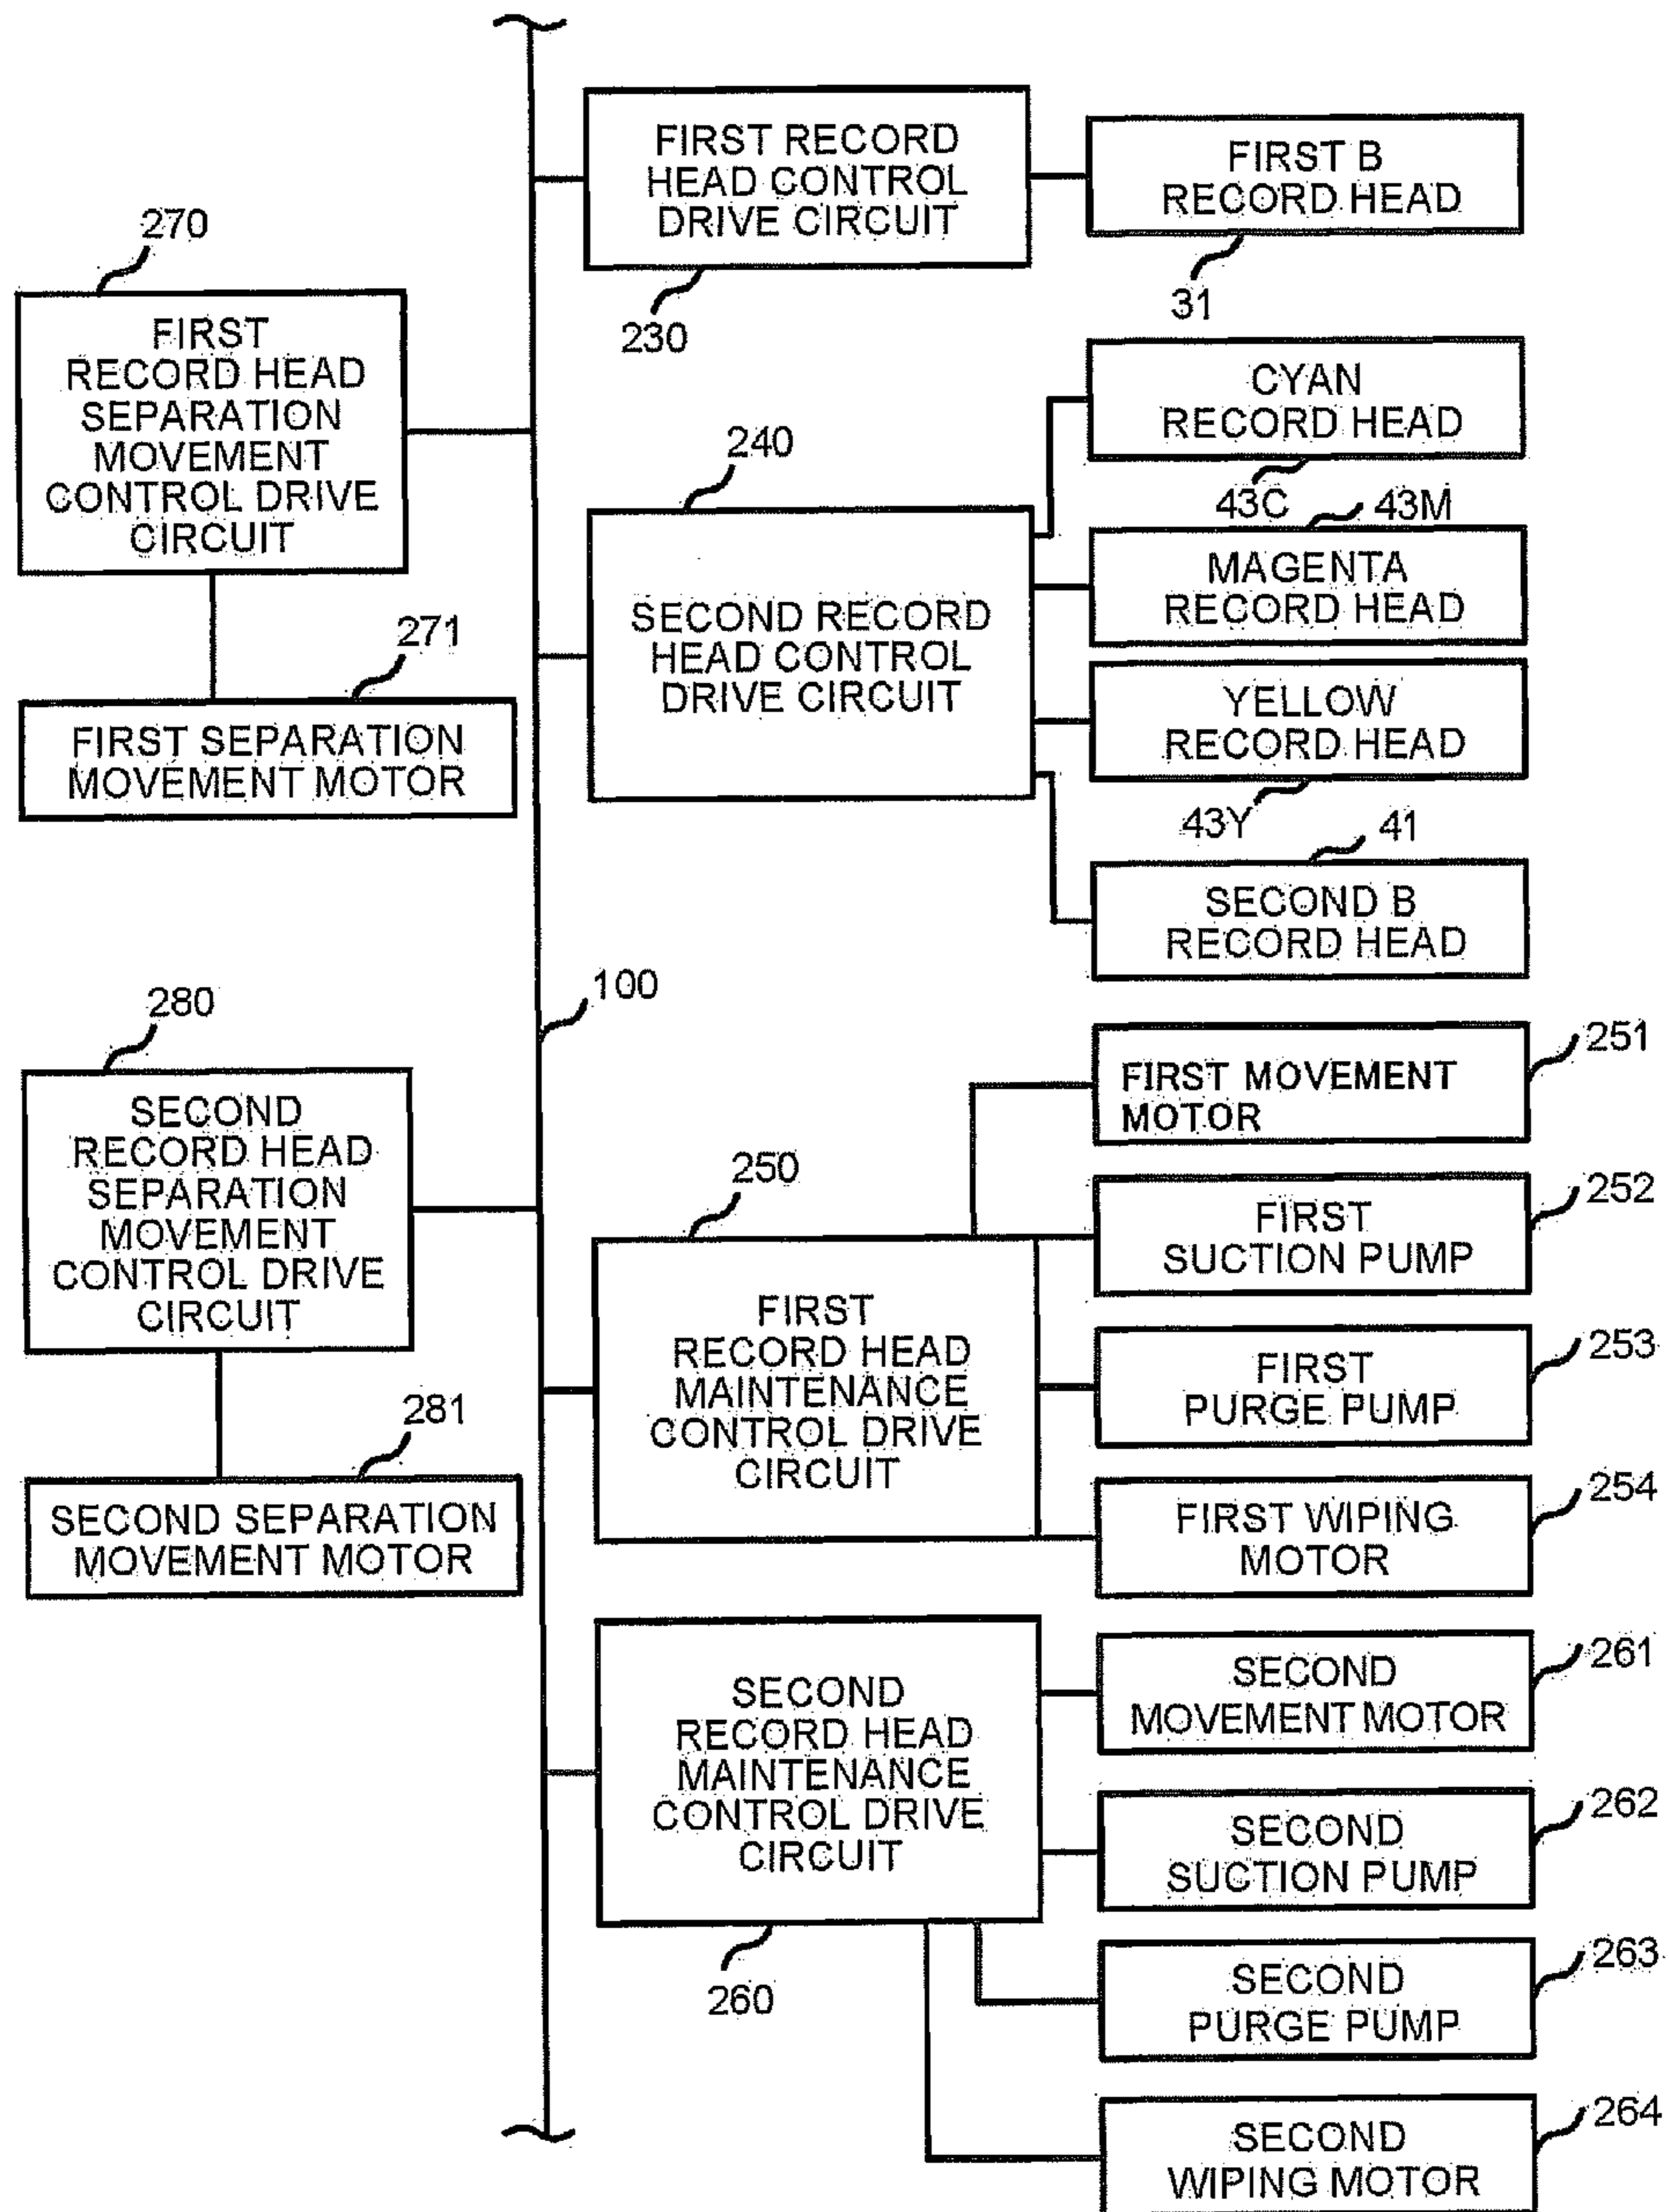 FIRST RECORD
HEAD CONTROL
DRIVE CIRCUIT
230
FIRST B
RECORD HEAD
31
270
FIRST
RECORD HEAD
SEPARATION
MOVEMENT
CONTROL DRIVE
CIRCUIT
271
FIRST SEPARATION
MOVEMENT MOTOR
240
SECOND RECORD
HEAD CONTROL
DRIVE CIRCUIT
CYAN
RECORD HEAD
43C
43M
MAGENTA
RECORD HEAD
YELLOW
RECORD HEAD
43Y
41
SECOND B
RECORD HEAD
100
280
SECOND
RECORD HEAD
SEPARATION
MOVEMENT
CONTROL DRIVE
CIRCUIT
281
SECOND SEPARATION
MOVEMENT MOTOR
250
FIRST
RECORD HEAD
MAINTENANCE
CONTROL DRIVE
CIRCUIT
251
FIRST MOVEMENT
MOTOR
252
FIRST
SUCTION PUMP
253
FIRST
PURGE PUMP
254
FIRST WIPING
MOTOR
SECOND
RECORD HEAD
MAINTENANCE
CONTROL DRIVE
CIRCUIT
260
261
SECOND
MOVEMENT MOTOR
262
SECOND
SUCTION PUMP
263
SECOND
PURGE PUMP
264
SECOND
WIPING MOTOR